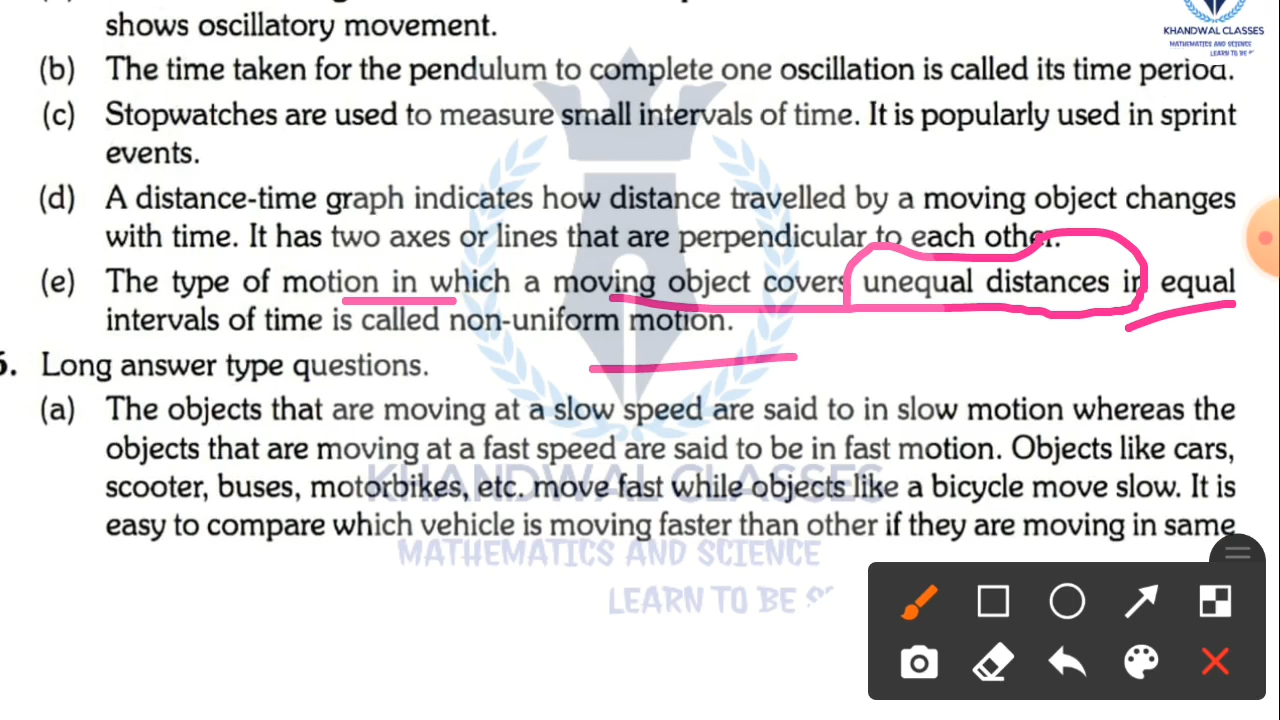 shows oscillatory movement.
KHANDWAL CLASSES
MATHEMATICS AND SCIENCE
LEARN TO BE
(b) The time taken for the pendulum to complete one oscillation is called its time period.
(c) Stopwatches are used to measure small intervals of time. It is popularly used in sprint
events.
(d) A distance-time graph indicates how distance travelled by a moving object changes
with time. It has two axes or lines that are perpendicular to each other.
(e) The type of motion in which a moving object covers unequal distances in equal
intervals of time is called non-uniform motion.
Long answer type questions.
(a) The objects that are moving at a slow speed are said to in slow motion whereas the
objects that are moving at a fast speed are said to be in fast motion. Objects like cars,
KHANDWAL CLASSES
scooter, buses, motorbikes, etc. move fast while objects like a bicycle move slow. It is
easy to compare which vehicle is moving faster than other if they are moving in same
MATHEMATICS AND SCIENCE
LEARN TO BE